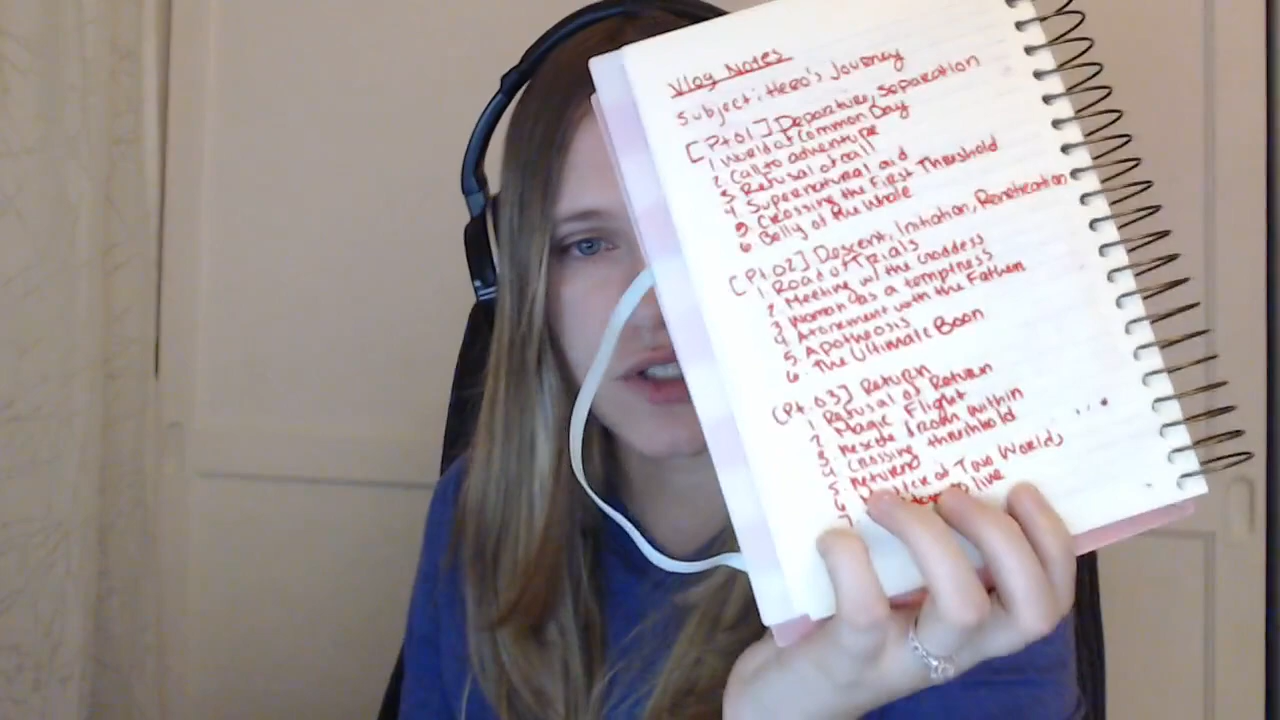 Vlog Notes
Subject: Hero's Journey
[Pt.01] Departure, Separation
1. World of Common Day
2. Call to adventure
3. Refusal of call
4. Supernatural aid
5. Crossing the First Threshold
6. Belly of the Whale
[Pt.02] Descent, Initiation, Penetration
1. Road of Trials
2. Meeting w/ the Goddess
3. Woman as a temptress
4. Atonement with the Father
5. Apotheosis
6. The Ultimate Boon
[Pt.03] Return
1. Refusal of Return
2. Magic Flight
3. Rescue from within
4. Crossing threshold
5. Return
6. of Two Worlds
7. to live